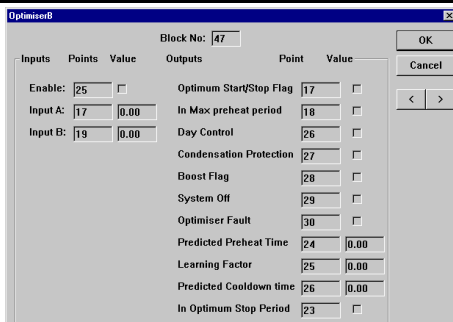 OptimiserB
Block No: 47
OK
Cancel
< >
Inputs Points Value Outputs Point Value
Enable: 25 Optimum Start/Stop Flag 17
Input A: 17 0.00 In Max preheat period 18
Input B: 19 0.00 Day Control 26
Condensation Protection 27
Boost Flag 28
System Off 29
Optimiser Fault 30
Predicted Preheat Time 24 0.00
Learning Factor 25 0.00
Predicted Cooldown time 26 0.00
In Optimum Stop Period 23